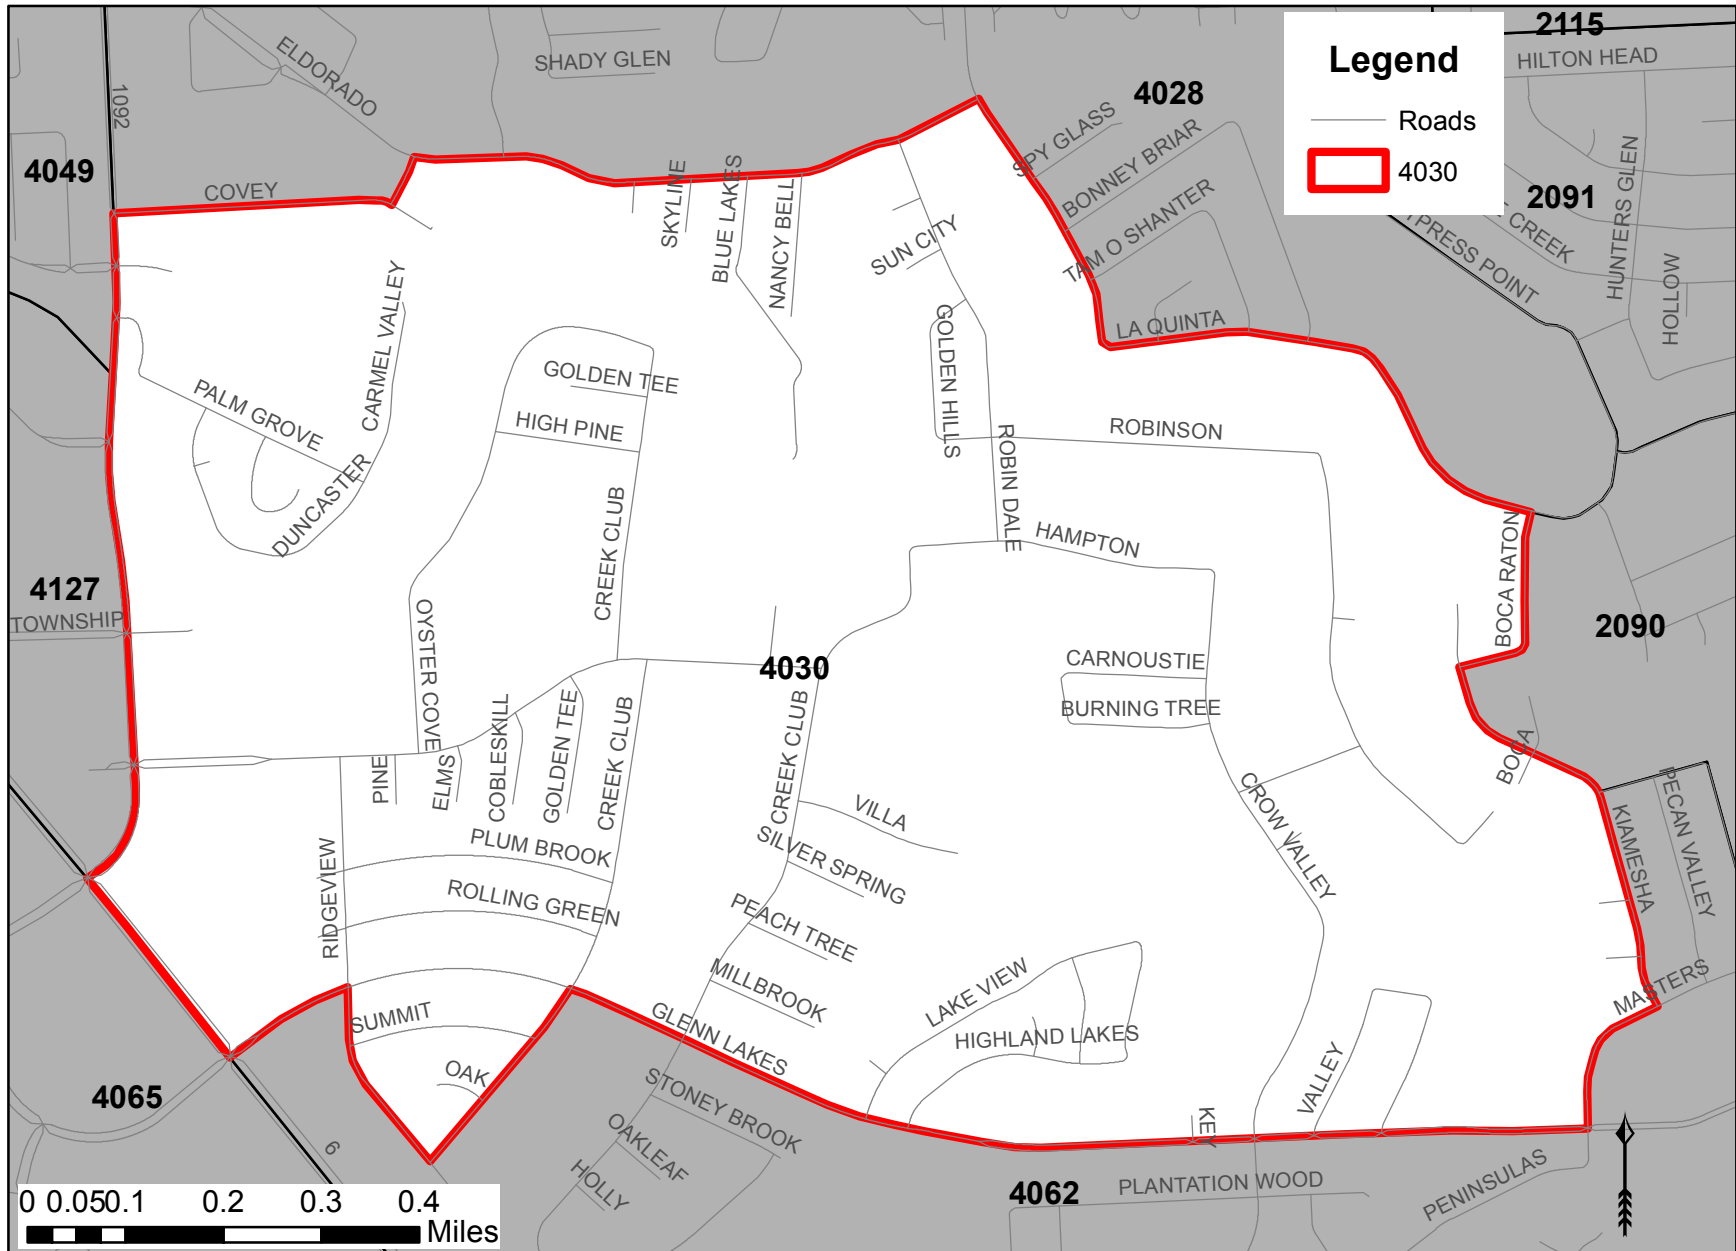 2115
Legend
Roads
4030
HILTON HEAD
ELDORADO
SHADY GLEN
1092
4028
SPY GLASS
BONNEY BRIAR
TAM O SHANTER
4049
COVEY
SKYLINE
BLUE LAKES
NANCY BELL
SUN CITY
2091
CREEK
PRESS POINT
HUNTERS GLEN
HOLLOW
LA QUINTA
CARMEL VALLEY
GOLDEN HILLS
GOLDEN TEE
PALM GROVE
HIGH PINE
ROBINSON
DUNCASTER
ROBIN DALE
CREEK CLUB
HAMPTON
BOCA RATON
4127
TOWNSHIP
2090
OYSTER COVE
4030
CARNOUSTIE
BURNING TREE
COBLESKILL
GOLDEN TEE
CREEK CLUB
CREEK CLUB
PINE
ELMS
BOCA
CROW VALLEY
VILLA
KIAMESHA
PECAN VALLEY
PLUM BROOK
SILVER SPRING
RIDGEVIEW
ROLLING GREEN
PEACH TREE
MILLBROOK
LAKE VIEW
MASTERS
SUMMIT
GLENN LAKES
HIGHLAND LAKES
OAK
VALLEY
KEY
4065
6
STONEY BROOK
OAKLEAF
HOLLY
4062
PLANTATION WOOD
PENINSULAS
0 0.05 0.1 0.2 0.3 0.4
Miles